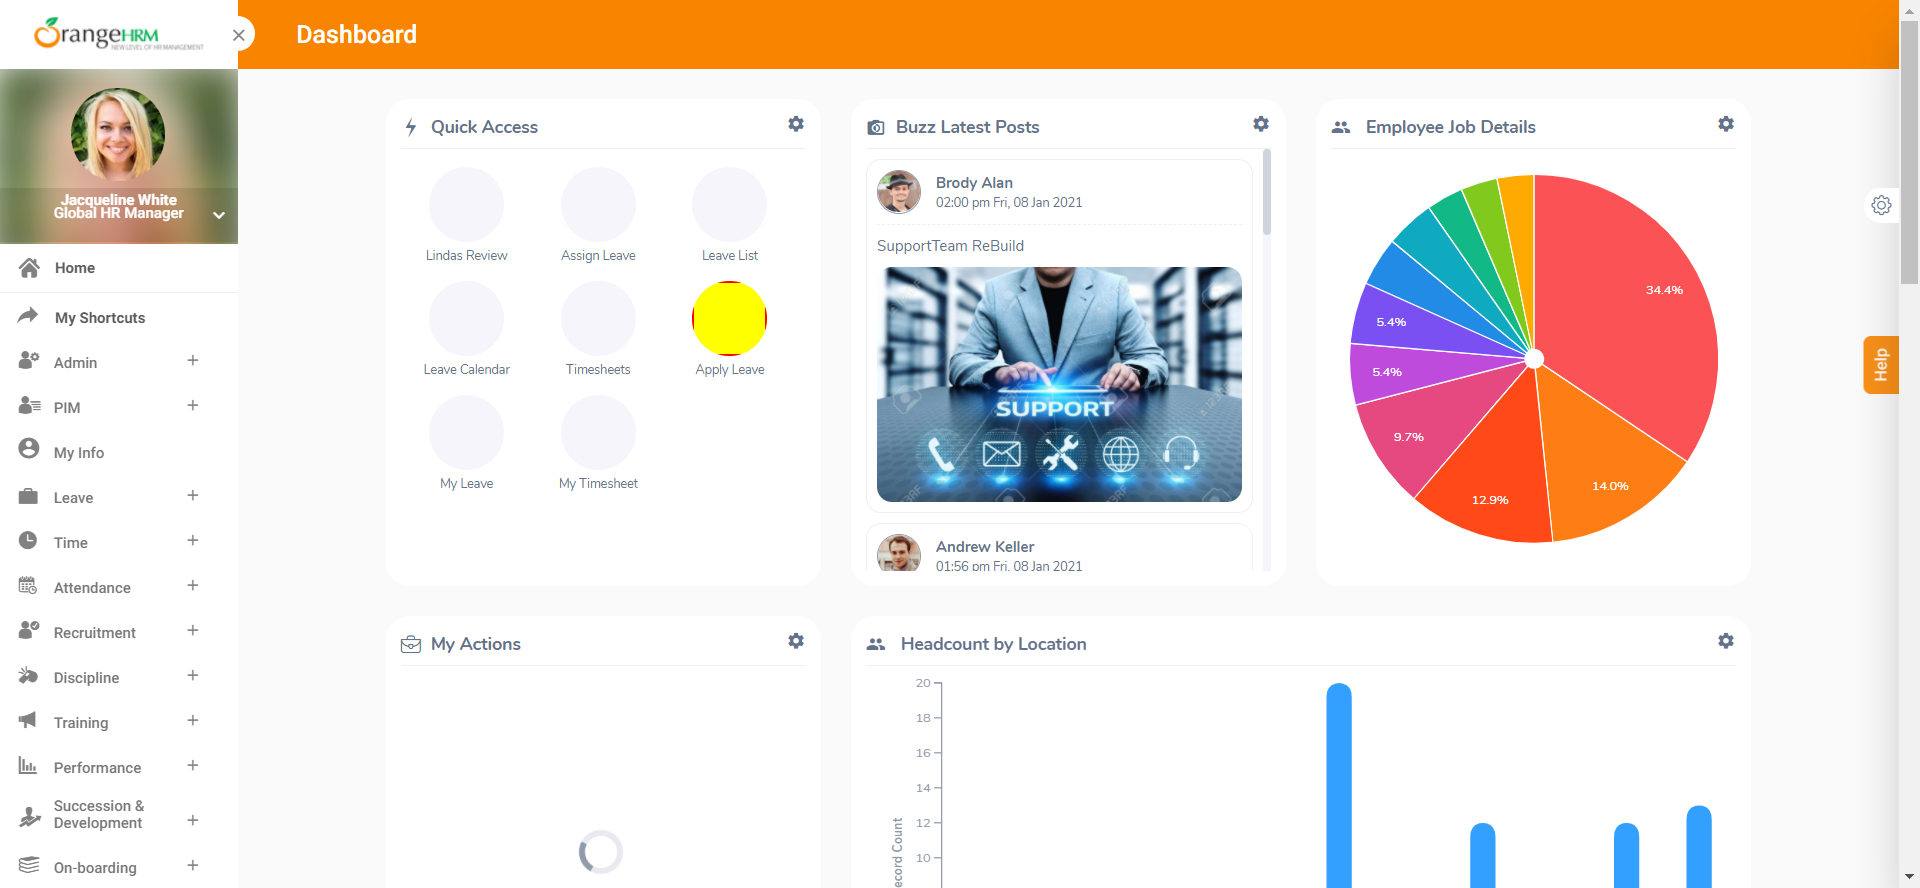 OrangeHRM
NEW LEVEL OF HR MANAGEMENT
Dashboard
Jacqueline White
Global HR Manager
Home
My Shortcuts
Admin
PIM
My Info
Leave
Time
Attendance
Recruitment
Discipline
Training
Performance
Succession &
Development
On-boarding
Quick Access
Lindas Review
Assign Leave
Leave List
Leave Calendar
Timesheets
Apply Leave
My Leave
My Timesheet
Buzz Latest Posts
Brody Alan
02:00 pm Fri, 08 Jan 2021
SupportTeam ReBuild
SUPPORT
Andrew Keller
01:56 pm Fri, 08 Jan 2021
Employee Job Details
34.4%
5.4%
5.4%
9.7%
14.0%
12.9%
Help
My Actions
Headcount by Location
20
18
16
14
12
10
ecord Count